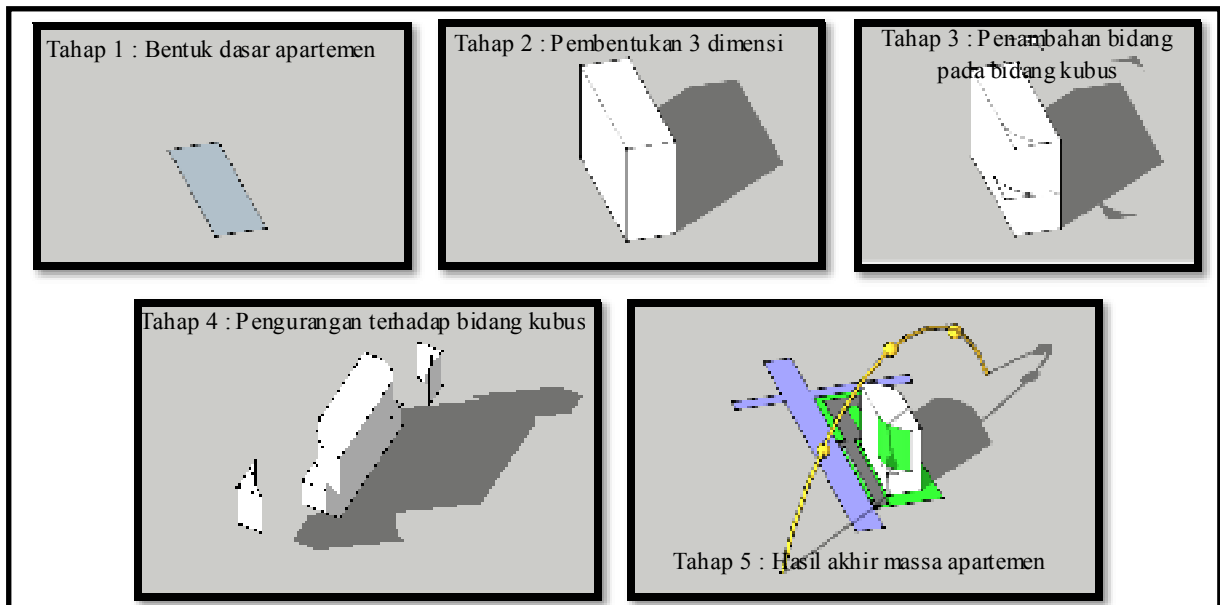 Tahap 1 : Bentuk dasar apartemen
Tahap 2 : Pembentukan 3 dimensi
Tahap 3 : Penambahan bidang
pada bidang kubus
Tahap 4 : Pengurangan terhadap bidang kubus
Tahap 5 : Hasil akhir massa apartemen